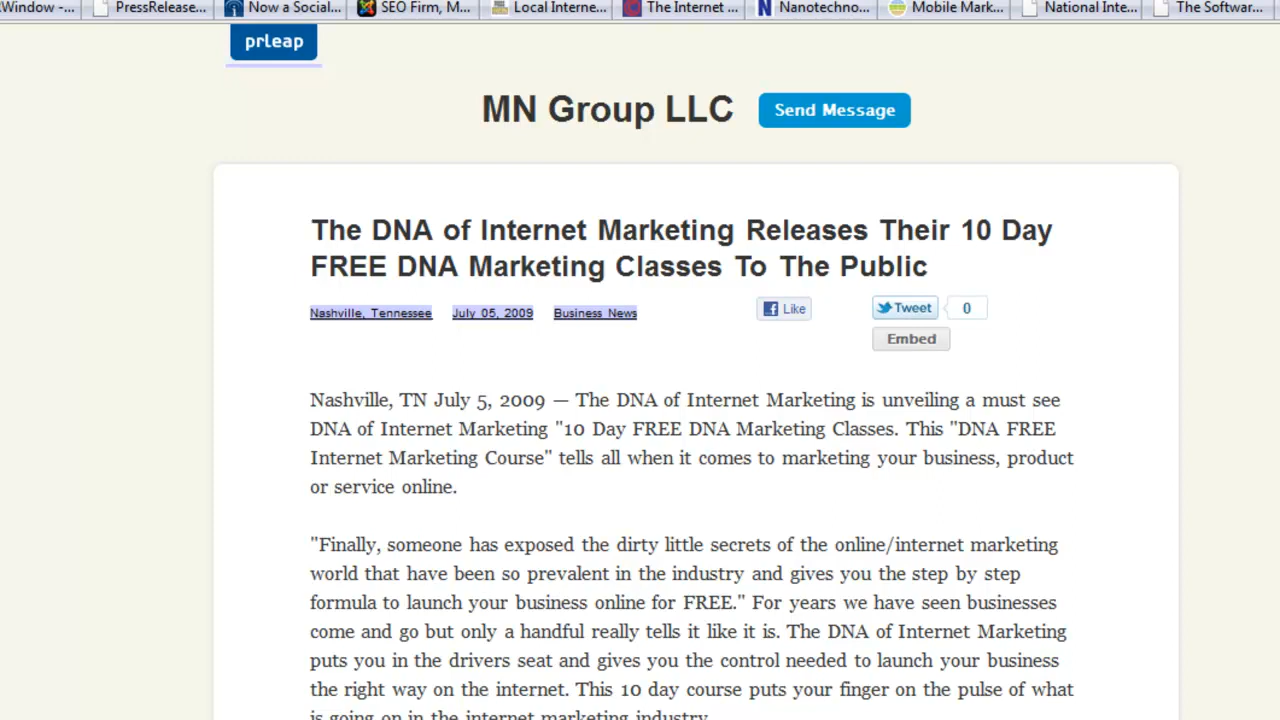 Window -... PressRelease... Now a Social... SEO Firm, M... Local Interne... The Internet ... Nanotechno... Mobile Mark... National Inte... The Softwar...
prleap
MN Group LLC Send Message
The DNA of Internet Marketing Releases Their 10 Day
FREE DNA Marketing Classes To The Public
Nashville, Tennessee July 05, 2009 Business News Like Tweet 0
Embed
Nashville, TN July 5, 2009 — The DNA of Internet Marketing is unveiling a must see
DNA of Internet Marketing "10 Day FREE DNA Marketing Classes. This "DNA FREE
Internet Marketing Course" tells all when it comes to marketing your business, product
or service online.
"Finally, someone has exposed the dirty little secrets of the online/internet marketing
world that have been so prevalent in the industry and gives you the step by step
formula to launch your business online for FREE." For years we have seen businesses
come and go but only a handful really tells it like it is. The DNA of Internet Marketing
puts you in the drivers seat and gives you the control needed to launch your business
the right way on the internet. This 10 day course puts your finger on the pulse of what
is going on in the internet marketing industry.